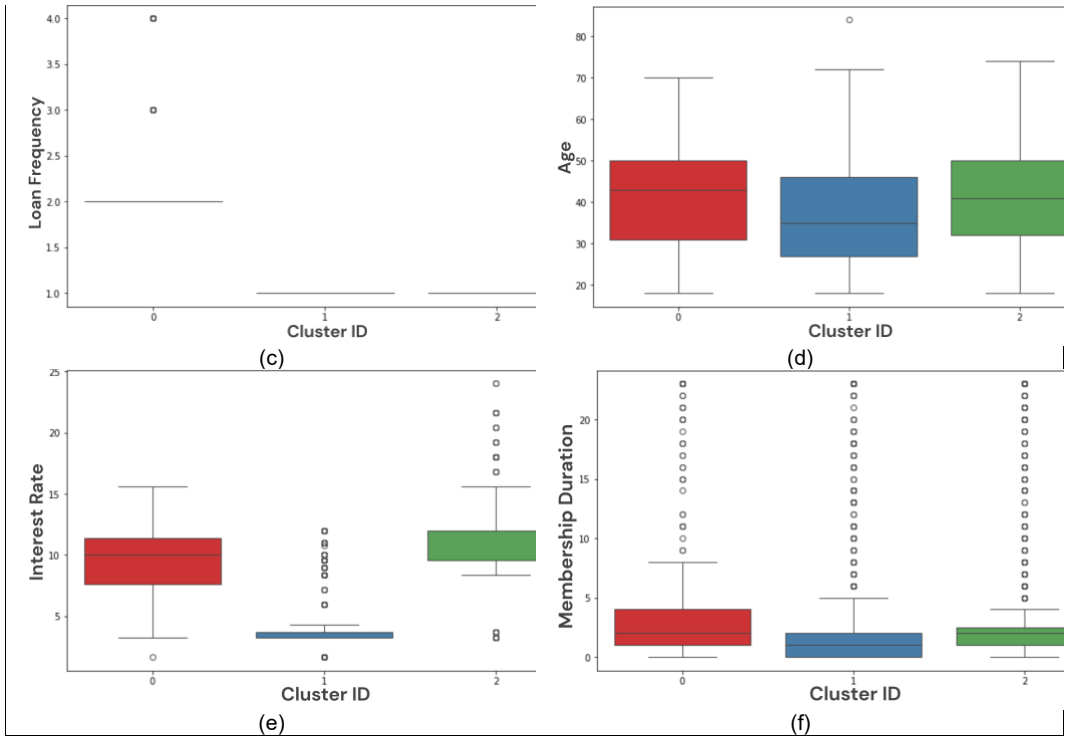 Loan Frequency
4.0
3.5
3.0
2.5
2.0
1.5
1.0
0 1 2
Cluster ID
(c)
Age
80
70
60
50
40
30
20
0 1 2
Cluster ID
(d)
Interest Rate
25
20
15
10
5
0 1 2
Cluster ID
(e)
Membership Duration
20
15
10
5
0
0 1 2
Cluster ID
(f)